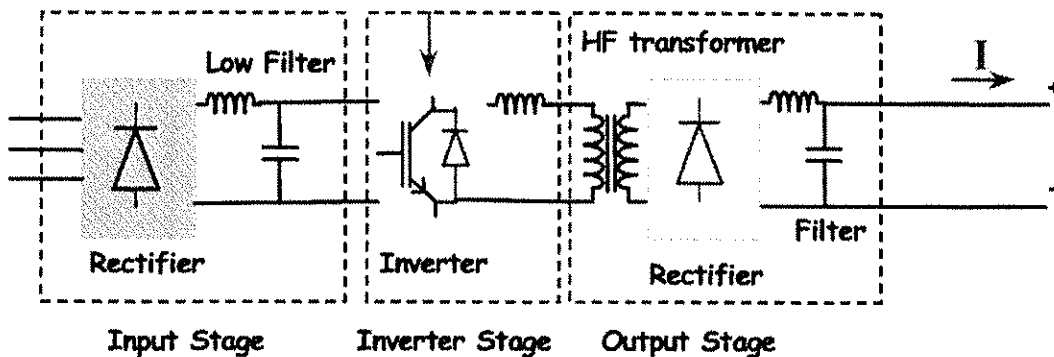 HF transformer
Low Filter
I
+
-
Rectifier
Inverter
Filter
Rectifier
Input Stage
Inverter Stage
Output Stage